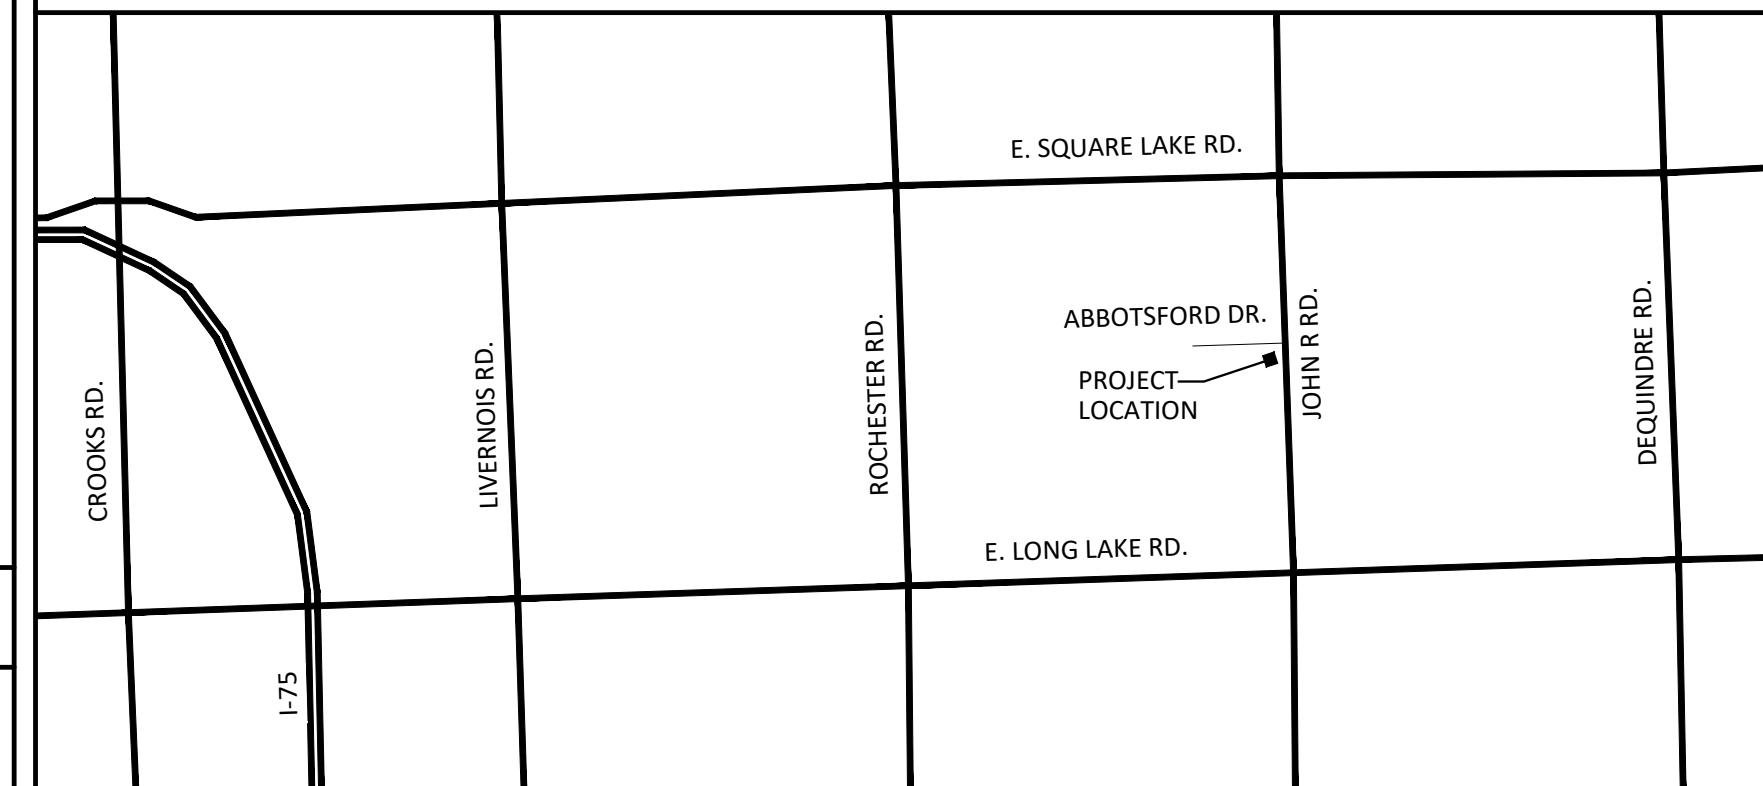 E. SQUARE LAKE RD.
ABBOTSFORD DR.
PROJECT
LOCATION
CROOKS RD.
LIVERNOIS RD.
ROCHESTER RD.
JOHN R RD.
DEQUINDRE RD.
E. LONG LAKE RD.
I-75